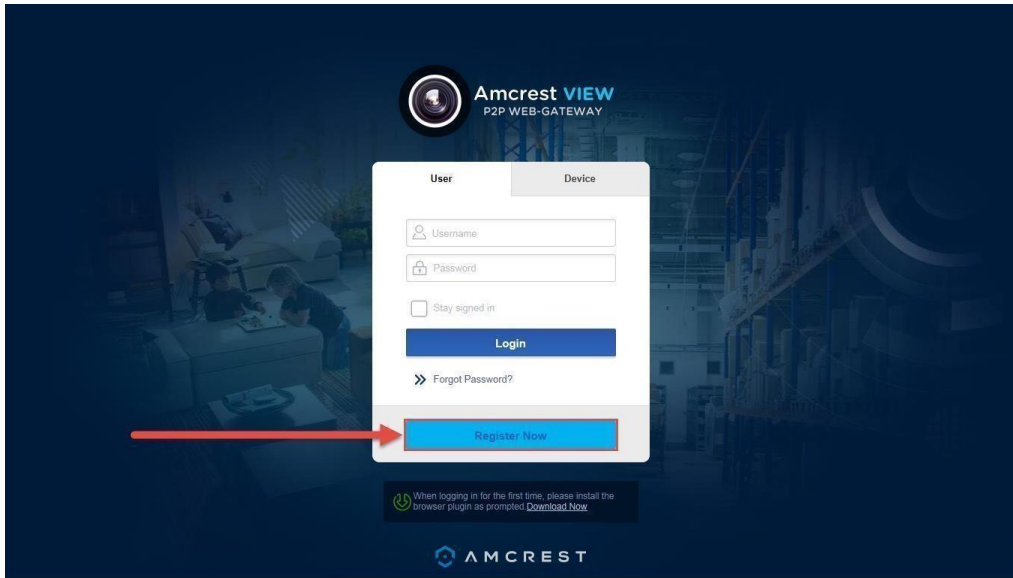 Amcrest VIEW
P2P WEB-GATEWAY
User
Device
Username
Password
Stay signed in
Login
Forgot Password?
Register Now
When logging in for the first time, please install the
browser plugin as prompted.Download Now
AMCREST